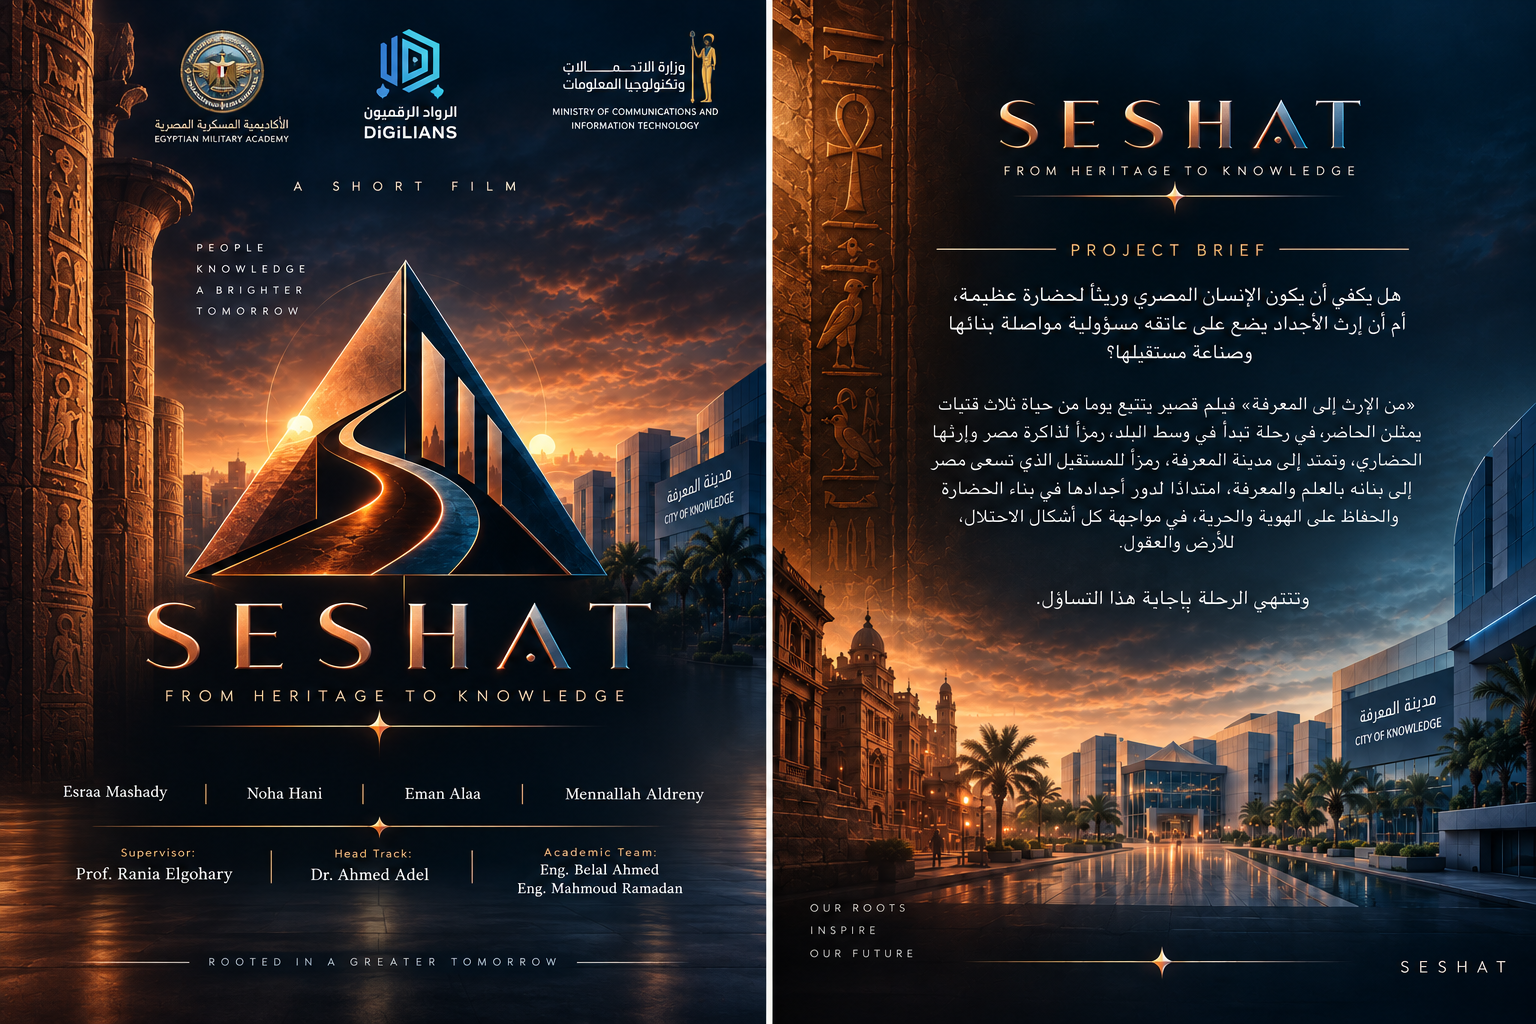 الأكاديمية العسكرية المصرية
EGYPTIAN MILITARY ACADEMY
الرواد الرقميون
DiGiLIANS
وزارة الاتصالات
وتكنولوجيا المعلومات
MINISTRY OF COMMUNICATIONS AND
INFORMATION TECHNOLOGY
A SHORT FILM
PEOPLE
KNOWLEDGE
A BRIGHTER
TOMORROW
مدينة المعرفة
CITY OF KNOWLEDGE
SESHAT
FROM HERITAGE TO KNOWLEDGE
Esraa Mashady
Noha Hani
Eman Alaa
Mennallah Aldreny
Supervisor:
Prof. Rania Elgohary
Head Track:
Dr. Ahmed Adel
Academic Team:
Eng. Belal Ahmed
Eng. Mahmoud Ramadan
ROOTED IN A GREATER TOMORROW
SESHAT
FROM HERITAGE TO KNOWLEDGE
PROJECT BRIEF
هل يكفي أن يكون الإنسان المصري وريثاً لحضارة عظيمة،
أم أن إرث الأجداد يضع على عاتقه مسؤولية مواصلة بنائها
وصناعة مستقبلها؟
«من الإرث إلى المعرفة» فيلم قصير يتتبع يوما من حياة ثلاث فتيات
يمثلن الحاضر، في رحلة تبدأ في وسط البلد، رمزاً لذاكرة مصر وإرثها
الحضاري، وتمتد إلى مدينة المعرفة، رمزاً للمستقبل الذي تسعى مصر
إلى بنائه بالعلم والمعرفة، امتدادًا لدور أجدادها في بناء الحضارة
والحفاظ على الهوية والحرية، في مواجهة كل أشكال الاحتلال،
للأرض والعقول.
وتنتهي الرحلة بإجابة هذا التساؤل.
مدينة المعرفة
CITY OF KNOWLEDGE
OUR ROOTS
INSPIRE
OUR FUTURE
SESHAT